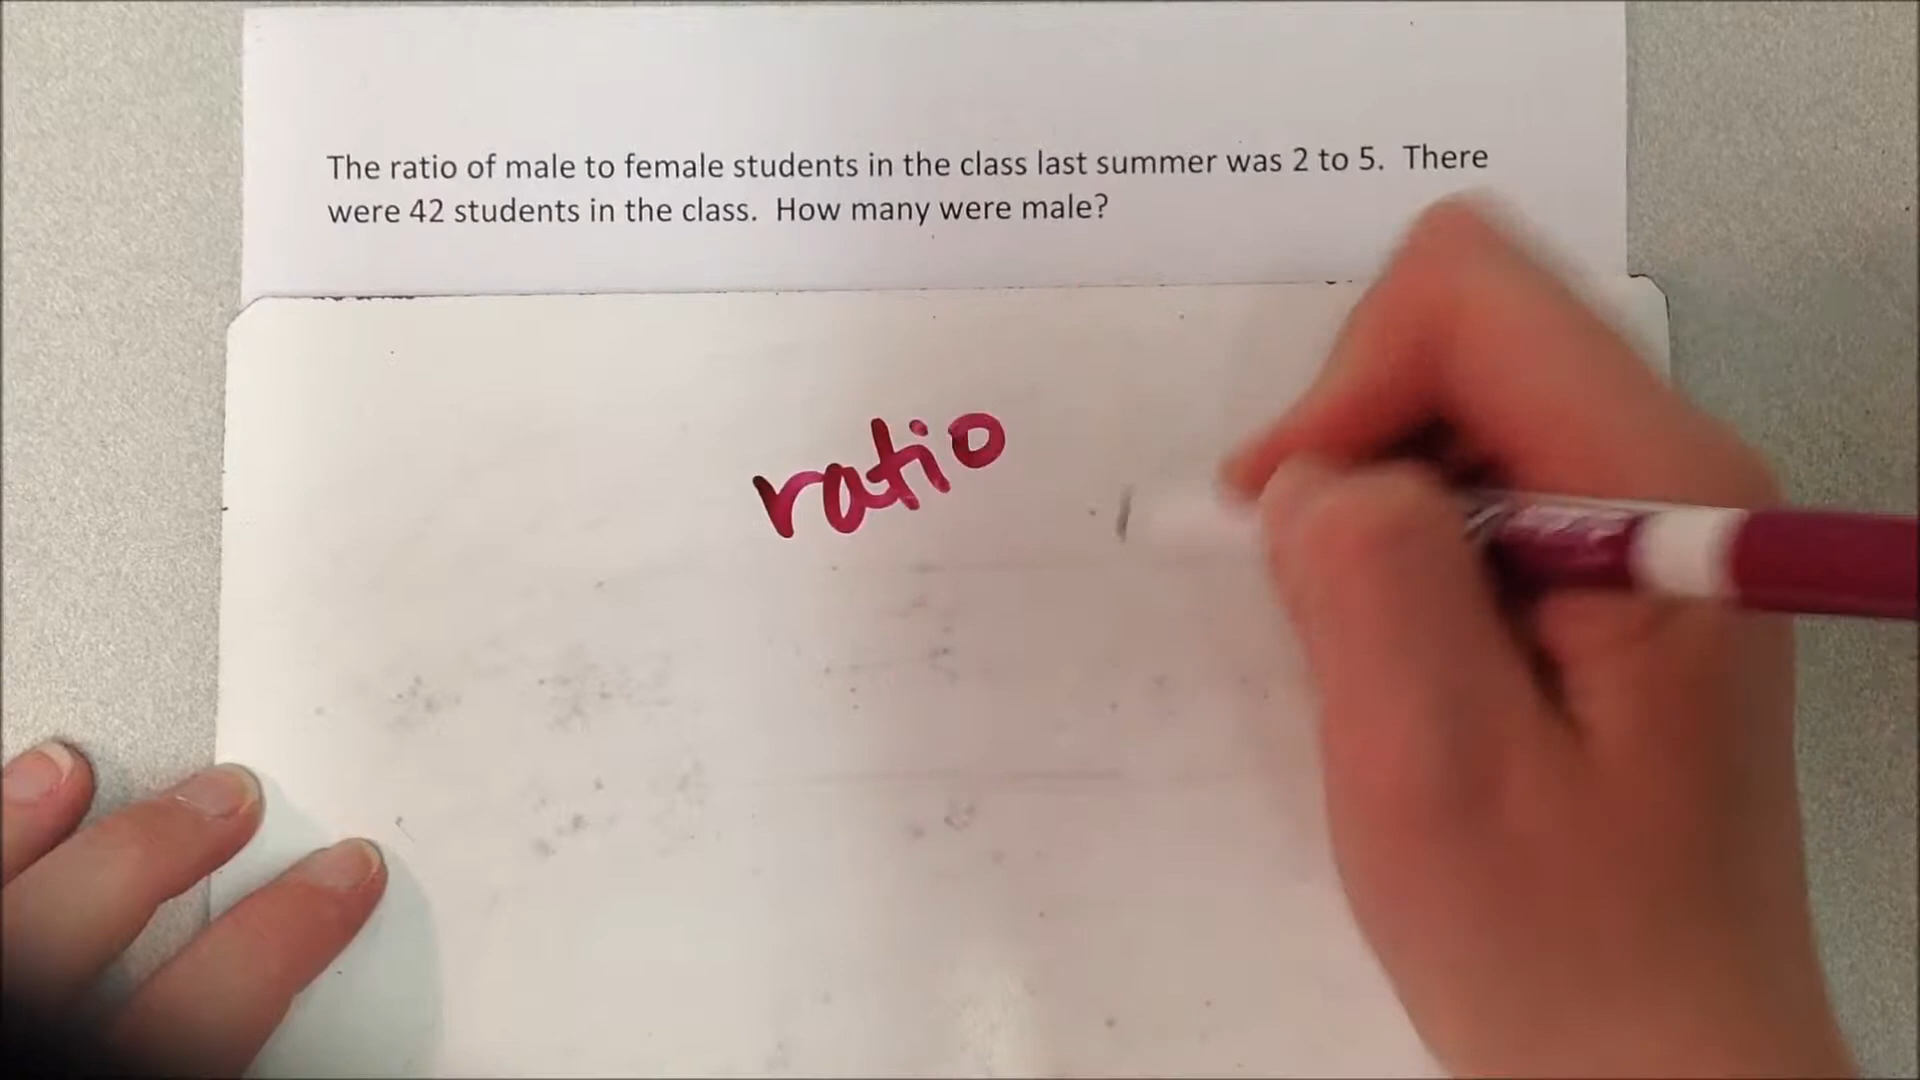 The ratio of male to female students in the class last summer was 2 to 5. There
were 42 students in the class. How many were male?
ratio